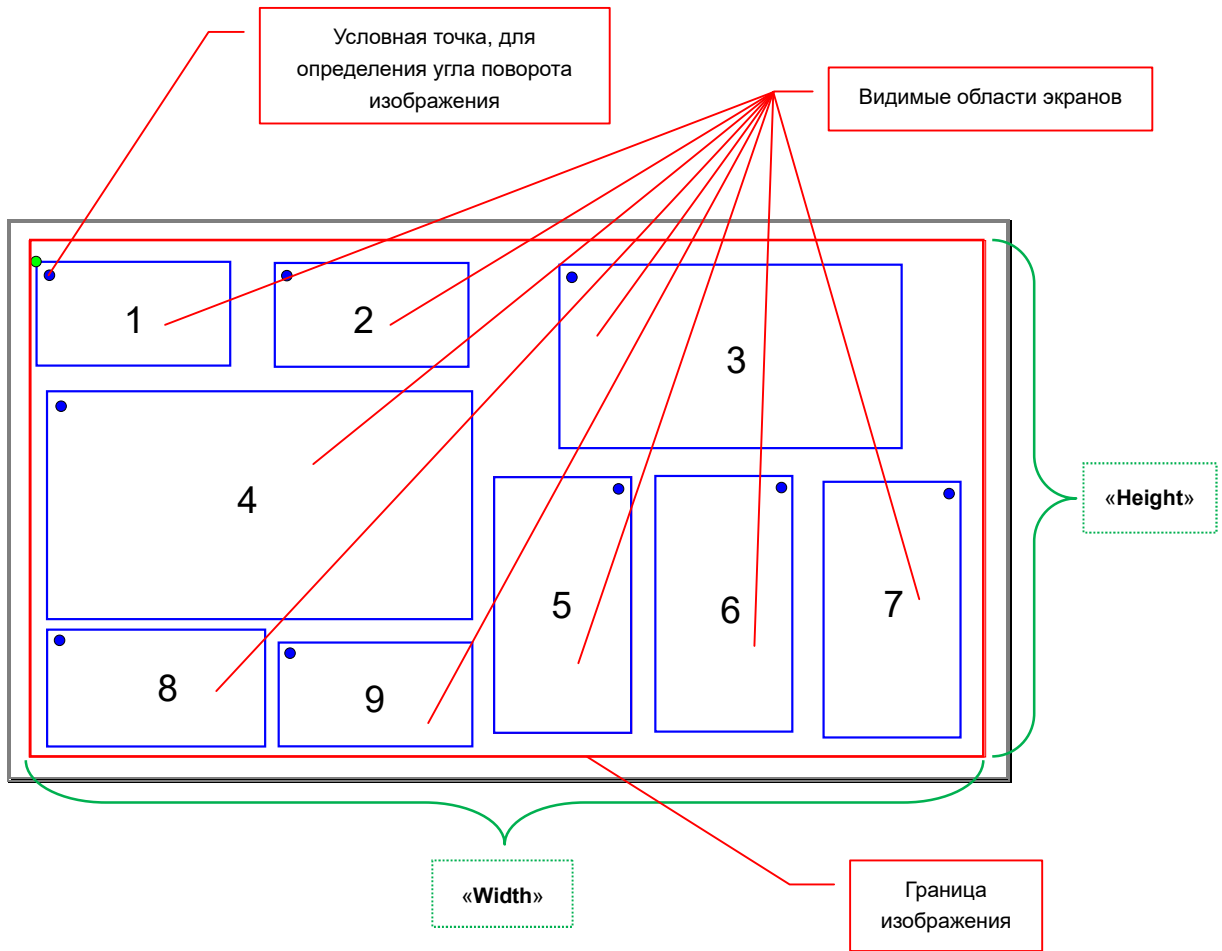 Условная точка, для
определения угла поворота
изображения
Видимые области экранов
1
2
3
4
5
6
7
8
9
«Height»
«Width»
Граница
изображения